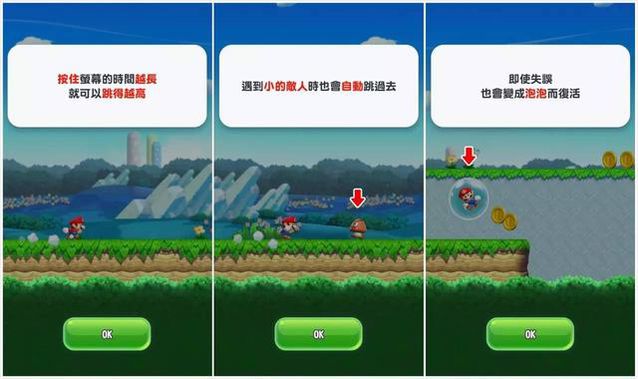 按住螢幕的時間越長
就可以跳得越高
OK
遇到小的敵人時也會自動跳過去
OK
即使失誤
也會變成泡泡而復活
OK